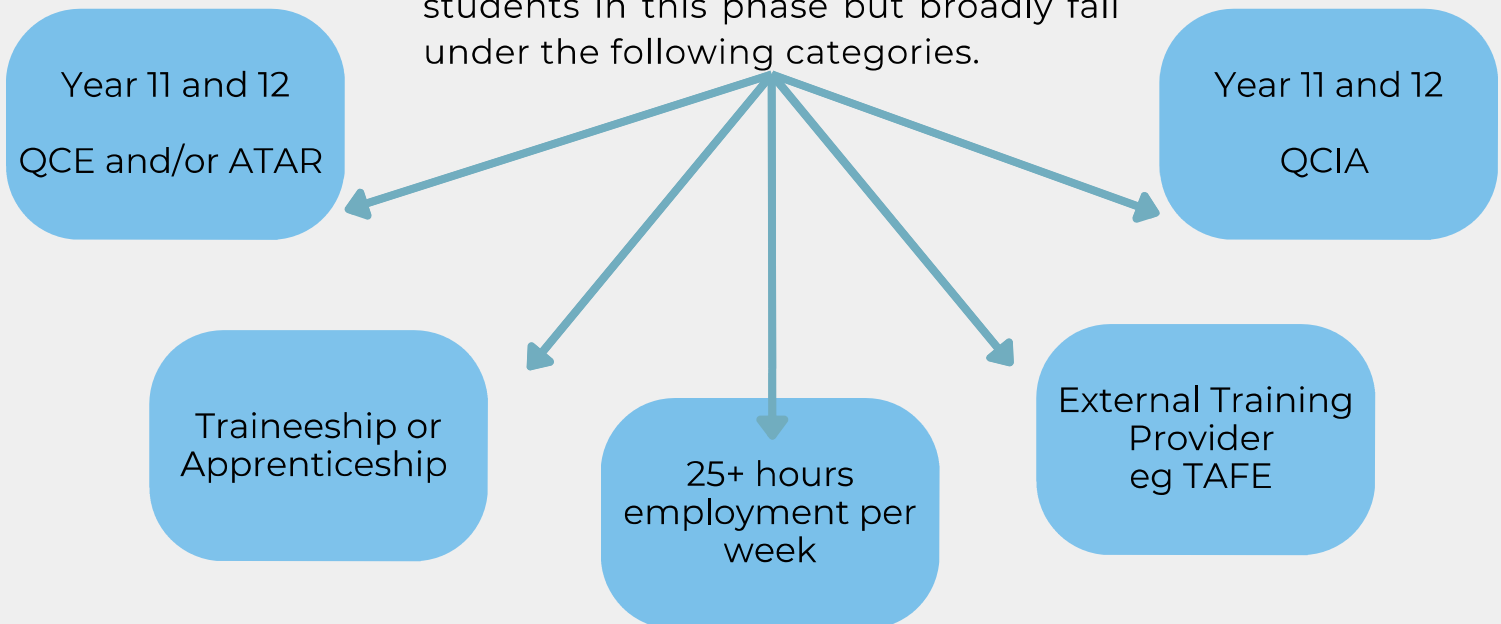 students in this phase but broadly fall
under the following categories.
Year 11 and 12
QCE and/or ATAR
Year 11 and 12
QCIA
Traineeship or
Apprenticeship
25+ hours
employment per
week
External Training
Provider
eg TAFE